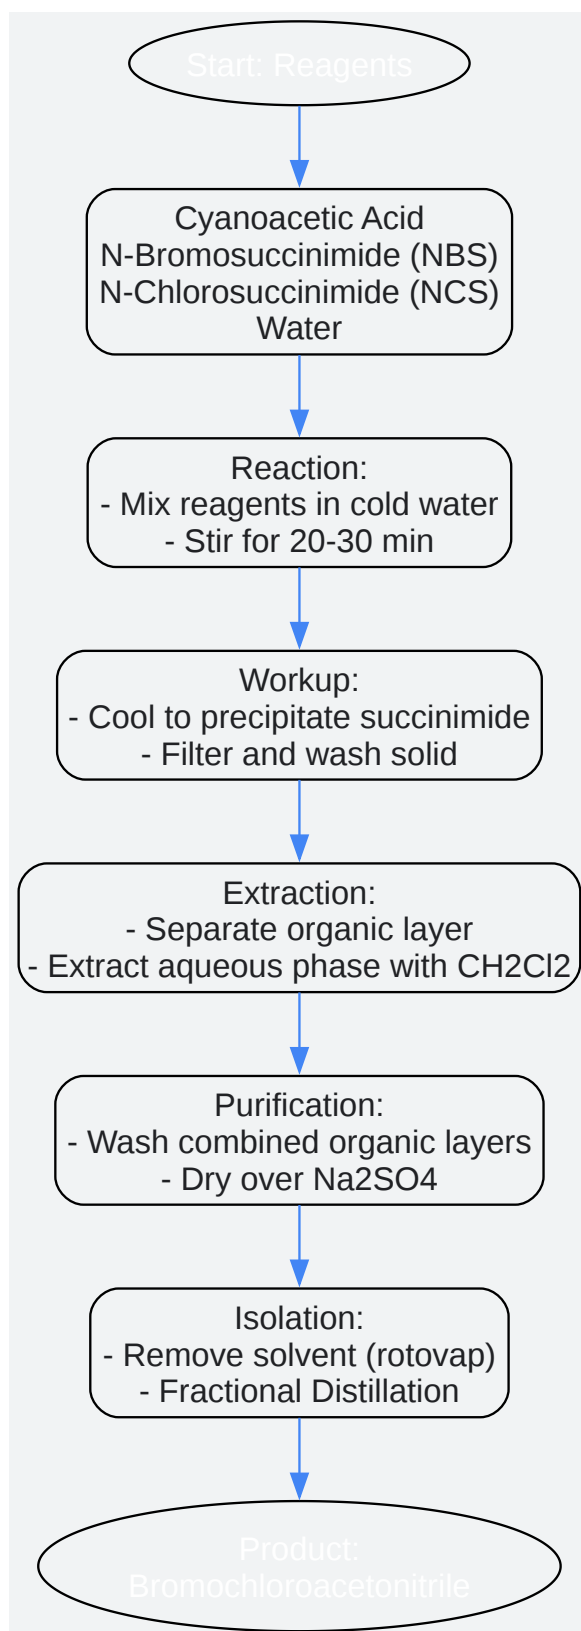 Start: Reagents
Cyanoacetic Acid
N-Bromosuccinimide (NBS)
N-Chlorosuccinimide (NCS)
Water
Reaction:
- Mix reagents in cold water
- Stir for 20-30 min
Workup:
- Cool to precipitate succinimide
- Filter and wash solid
Extraction:
- Separate organic layer
- Extract aqueous phase with CH2Cl2
Purification:
- Wash combined organic layers
- Dry over Na2SO4
Isolation:
- Remove solvent (rotovap)
- Fractional Distillation
Product:
Bromochloroacetonitrile